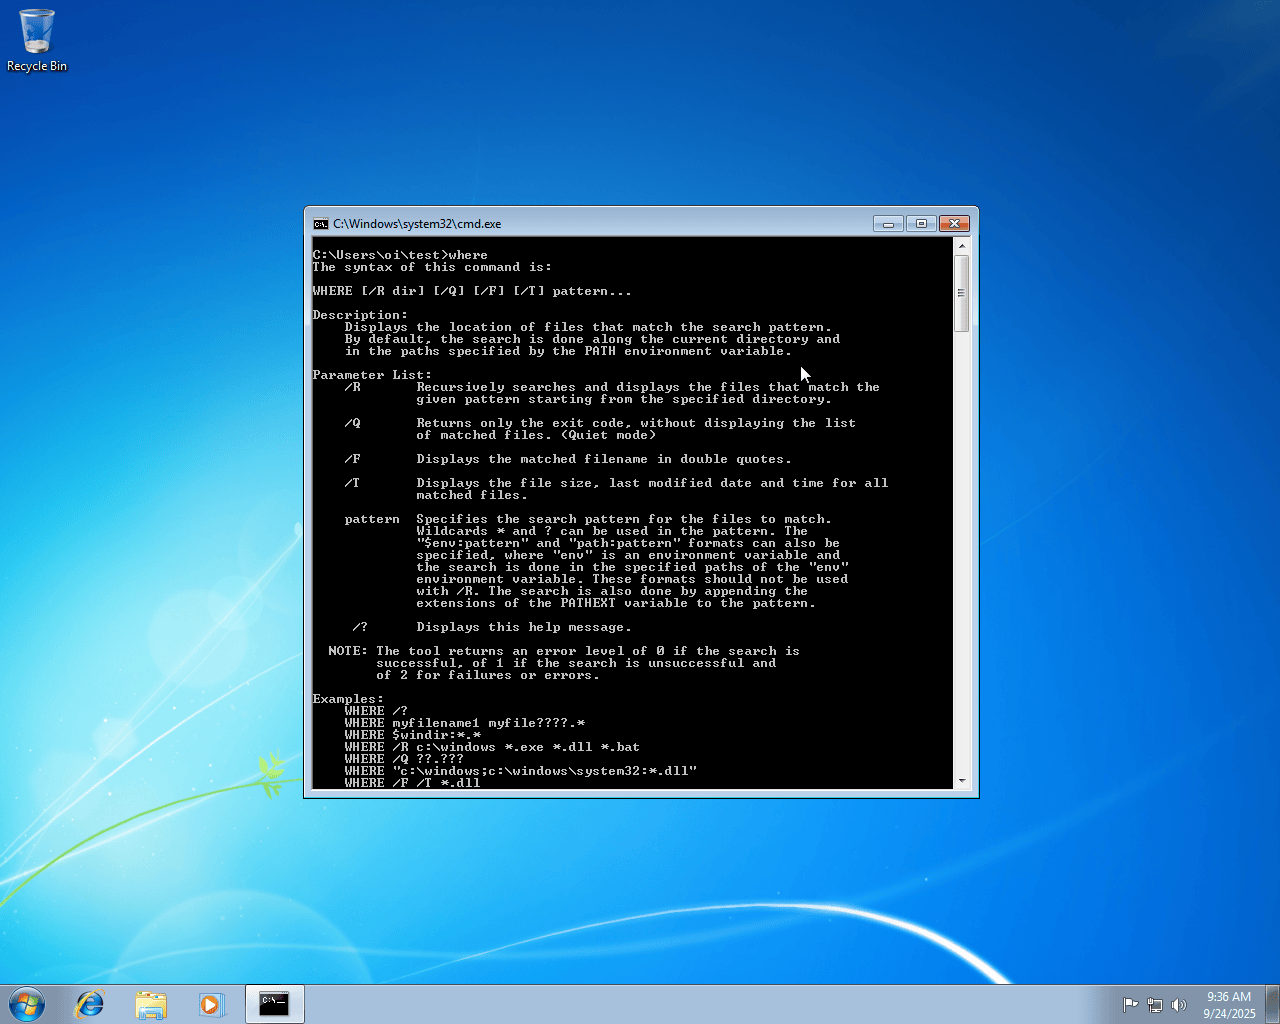 Recycle Bin
C:\Windows\system32\cmd.exe
C:\Users\oi\test>where
The syntax of this command is:
WHERE [/R dir] [/Q] [/F] [/T] pattern...
Description:
Displays the location of files that match the search pattern.
By default, the search is done along the current directory and
in the paths specified by the PATH environment variable.
Parameter List:
/R Recursively searches and displays the files that match the
given pattern starting from the specified directory.
/Q Returns only the exit code, without displaying the list
of matched files. (Quiet mode)
/F Displays the matched filename in double quotes.
/T Displays the file size, last modified date and time for all
matched files.
pattern Specifies the search pattern for the files to match.
Wildcards * and ? can be used in the pattern. The
"$env:pattern" and "path:pattern" formats can also be
specified, where "env" is an environment variable and
the search is done in the specified paths of the "env"
environment variable. These formats should not be used
with /R. The search is also done by appending the
extensions of the PATHEXT variable to the pattern.
/? Displays this help message.
NOTE: The tool returns an error level of 0 if the search is
successful, of 1 if the search is unsuccessful and
of 2 for failures or errors.
Examples:
WHERE /?
WHERE myfilename1 myfile????.*
WHERE $windir:*.*
WHERE /R c:\windows *.exe *.dll *.bat
WHERE /Q ??.???
WHERE "c:\windows;c:\windows\system32:*.dll"
WHERE /F /T *.dll
9:36 AM
9/24/2025